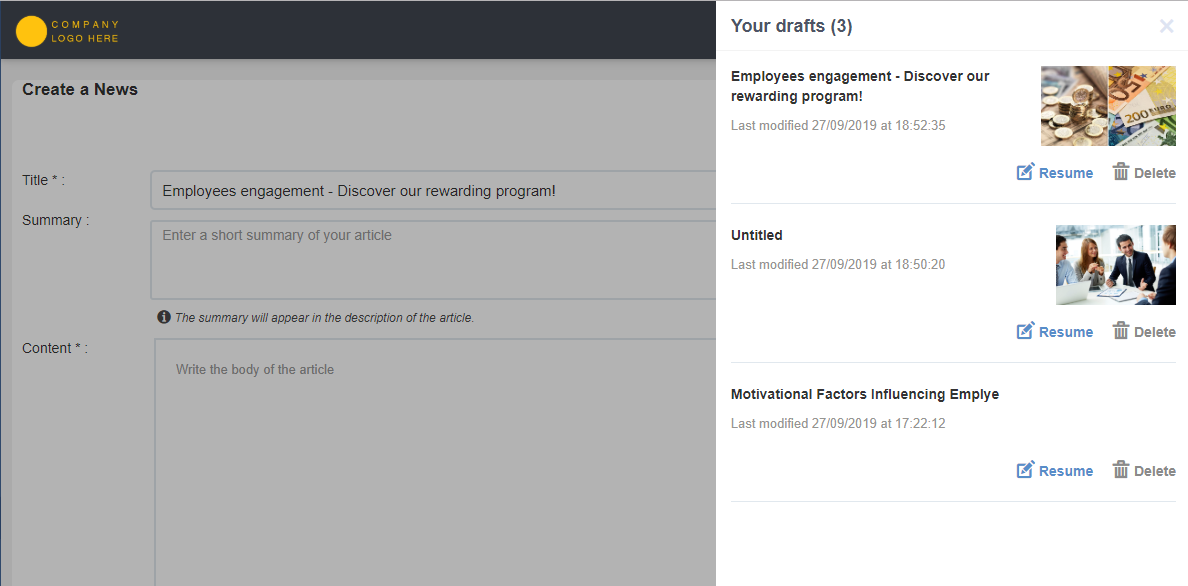 COMPANY
LOGO HERE
Create a News
Title * :
Employees engagement - Discover our rewarding program!
Summary :
Enter a short summary of your article
The summary will appear in the description of the article.
Content * :
Write the body of the article
Your drafts (3)
Employees engagement - Discover our
rewarding program!
Last modified 27/09/2019 at 18:52:35
200 EURO
Resume
Delete
Untitled
Last modified 27/09/2019 at 18:50:20
Resume
Delete
Motivational Factors Influencing Emplye
Last modified 27/09/2019 at 17:22:12
Resume
Delete